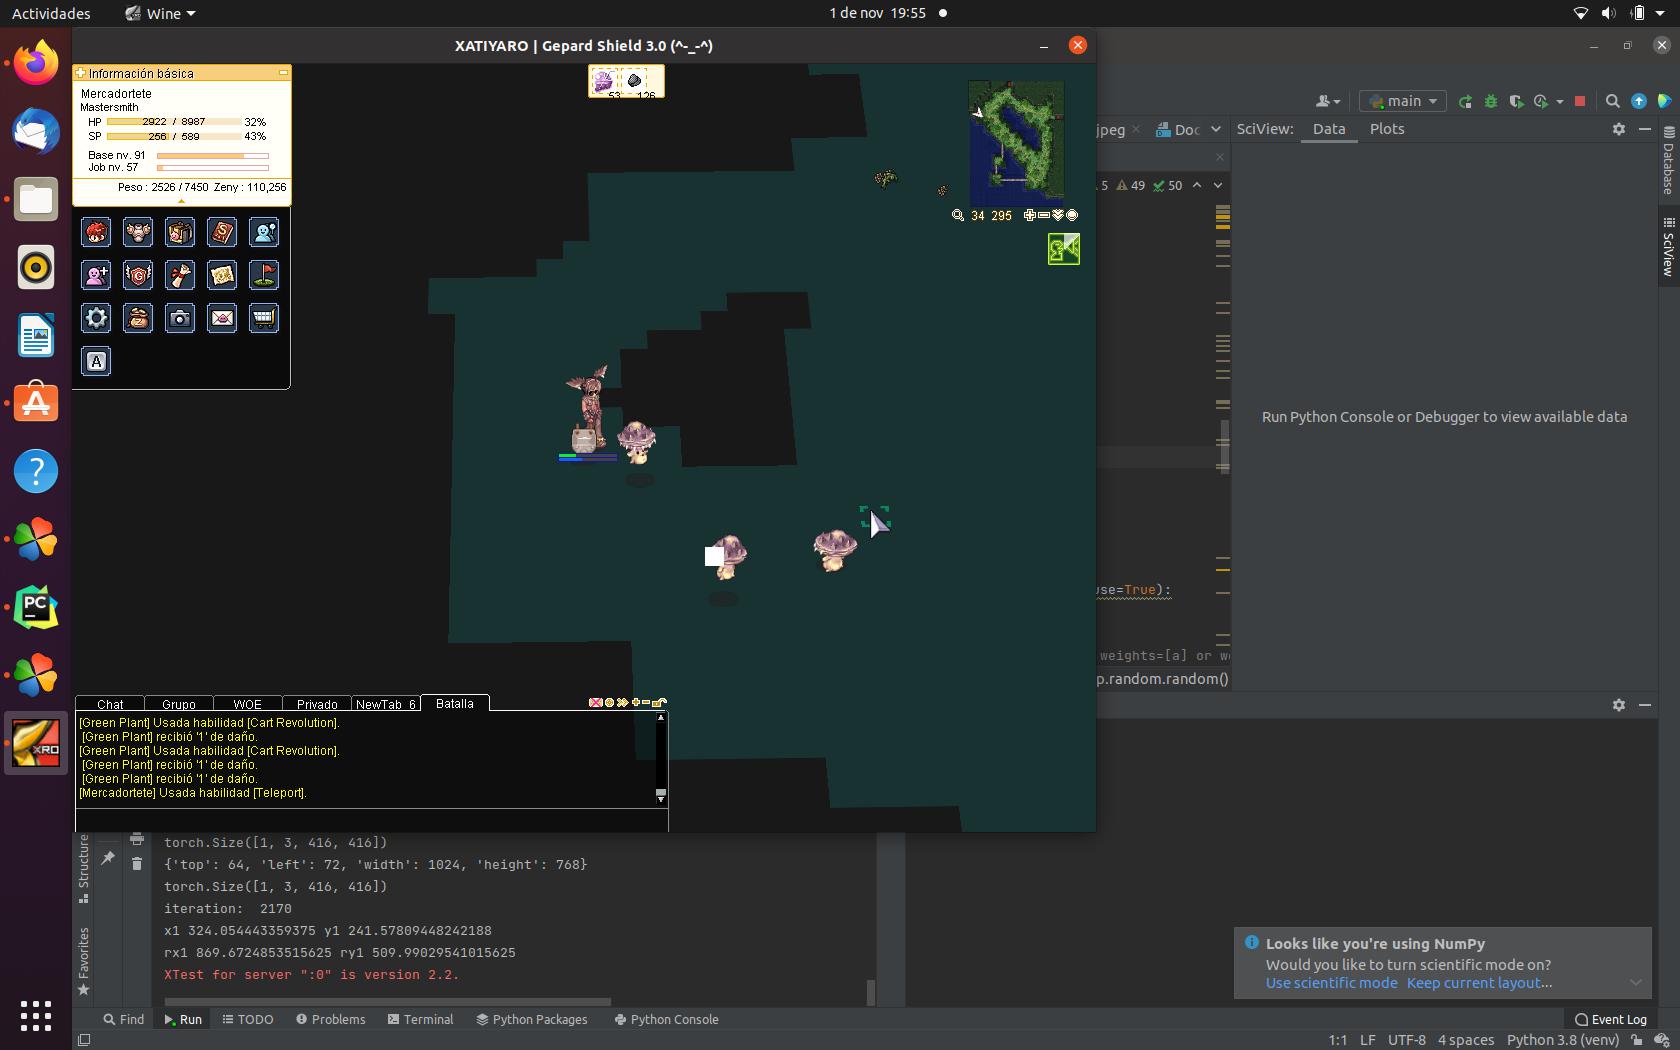 Actividades
Wine
1 de nov 19:55
XATIYARO | Gepard Shield 3.0 (^-_-^)
Información básica
Mercadortete
Mastersmith
HP 2922 / 8987 32%
SP 256 / 589 43%
Base nv. 91
Job nv. 57
Peso : 2526 / 7450 Zeny : 110,256
53 126
34 295
A
Chat Grupo WOE Privado NewTab_6 Batalla
[Green Plant] Usada habilidad [Cart Revolution].
[Green Plant] recibió '1' de daño.
[Green Plant] Usada habilidad [Cart Revolution].
[Green Plant] recibió '1' de daño.
[Green Plant] recibió '1' de daño.
[Mercadortete] Usada habilidad [Teleport].
main
jpeg Doc SciView: Data Plots
5 49 50
Database
SciView
Run Python Console or Debugger to view available data
use=True):
weights=[a] or w
p.random.random()
PC
XRO
Structure
Favorites
torch.Size([1, 3, 416, 416])
{'top': 64, 'left': 72, 'width': 1024, 'height': 768}
torch.Size([1, 3, 416, 416])
iteration: 2170
x1 324.054443359375 y1 241.57809448242188
rx1 869.6724853515625 ry1 509.99029541015625
XTest for server ":0" is version 2.2.
Looks like you're using NumPy
Would you like to turn scientific mode on?
Use scientific mode Keep current layout...
Find Run TODO Problems Terminal Python Packages Python Console Event Log
1:1 LF UTF-8 4 spaces Python 3.8 (venv)